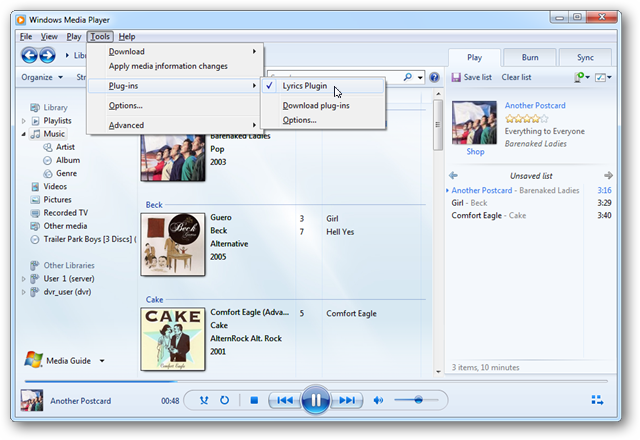 Windows Media Player
File View Play Tools Help
Download
Apply media information changes
Plug-ins
Options...
Advanced
Lyrics Plugin
Download plug-ins
Options...
Play Burn Sync
Organize
Save list Clear list
Library
Playlists
Music
Artist
Album
Genre
Videos
Pictures
Recorded TV
Other media
Trailer Park Boys [3 Discs] (
Other Libraries
User 1 (server)
dvr_user (dvr)
Media Guide
Barenaked Ladies
Pop
2003
Beck
Guero 3 Girl
Beck 7 Hell Yes
Alternative
2005
Cake
Comfort Eagle (Adva... 5 Comfort Eagle
Cake
AlternRock Alt. Rock
2001
CAKE
Another Postcard
Everything to Everyone
Barenaked Ladies
Shop
Unsaved list
Another Postcard - Barenaked Ladies 3:16
Girl - Beck 3:29
Comfort Eagle - Cake 3:40
3 items, 10 minutes
Another Postcard 00:48